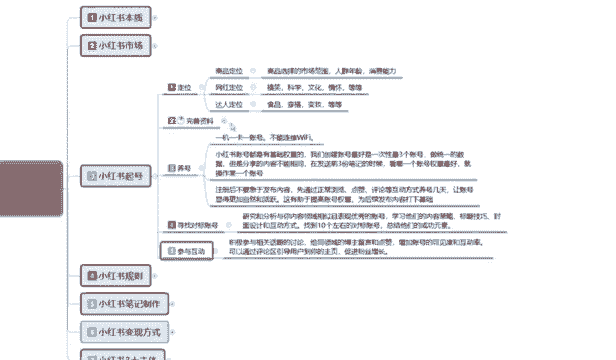 1 小红书本质
2 小红书市场
3 小红书起号
1 定位
商品定位
商品选择的市场范围，人群年龄，消费能力
网红定位
搞笑，科学，文化，情怀，等等
达人定位
食品，穿搭，变妆，等等
2 完善资料
3 养号
一机一卡一账号。不能连接WiFi。
小红书账号都是有基础权重的，我们创建账号最好是一次性量3个账号，做统一的数
据，但是分享的内容不能相同，在发送前3份笔记的时候，看哪一个账号权重最好，就
操作第一个账号
注册后不要急于发布内容，先通过正常浏览、点赞、评论等互动方式养号几天，让账号
显得更加自然和活跃。这有助于提高账号权重，为后续发布内容打下基础
4 寻找对标账号
研究和分析与你内容领域相似且表现优秀的账号，学习他们的内容策略、标题技巧、封
面设计和互动方式。找到10个左右的对标账号，总结他们的成功元素。
5 参与互动
积极参与相关话题的讨论，给同领域的博主留言和点赞，增加账号的可见度和互动率。
可以通过评论区引导用户到你的主页，促进粉丝增长。
4 小红书规则
5 小红书笔记制作
6 小红书变现方式